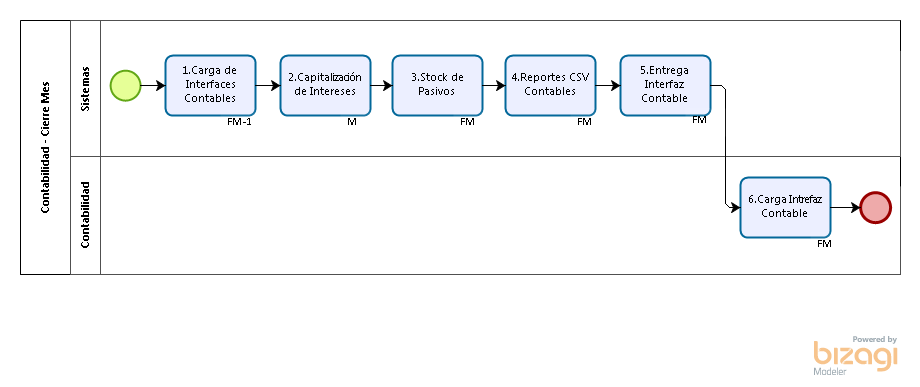 Contabilidad - Cierre Mes
Sistemas
1.Carga de
Interfaces
Contables
FM-1
2.Capitalización
de Intereses
M
3.Stock de
Pasivos
FM
4.Reportes CSV
Contables
FM
5.Entrega
Interfaz
Contable
FM
Contabilidad
6.Carga Intrefaz
Contable
FM
Powered by
bizagi
Modeler